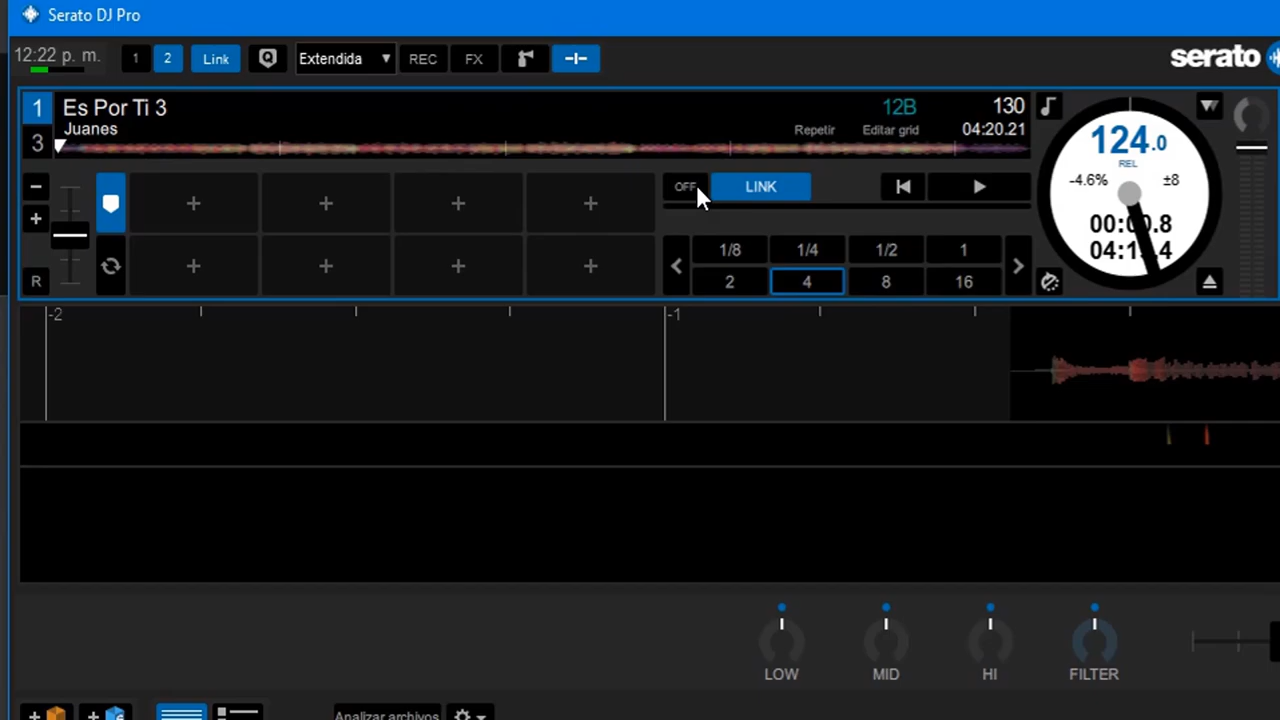 Serato DJ Pro
12:22 p. m.
1
2
Link
Extendida
REC
FX
serato
1
Es Por Ti 3
12B
130
3
Juanes
Repetir
Editar grid
04:20.21
124.0
REL
-4.6%
±8
OFF
LINK
R
1/8
1/4
1/2
1
2
4
8
16
-2
-1
LOW
MID
HI
FILTER
Analizar archivos